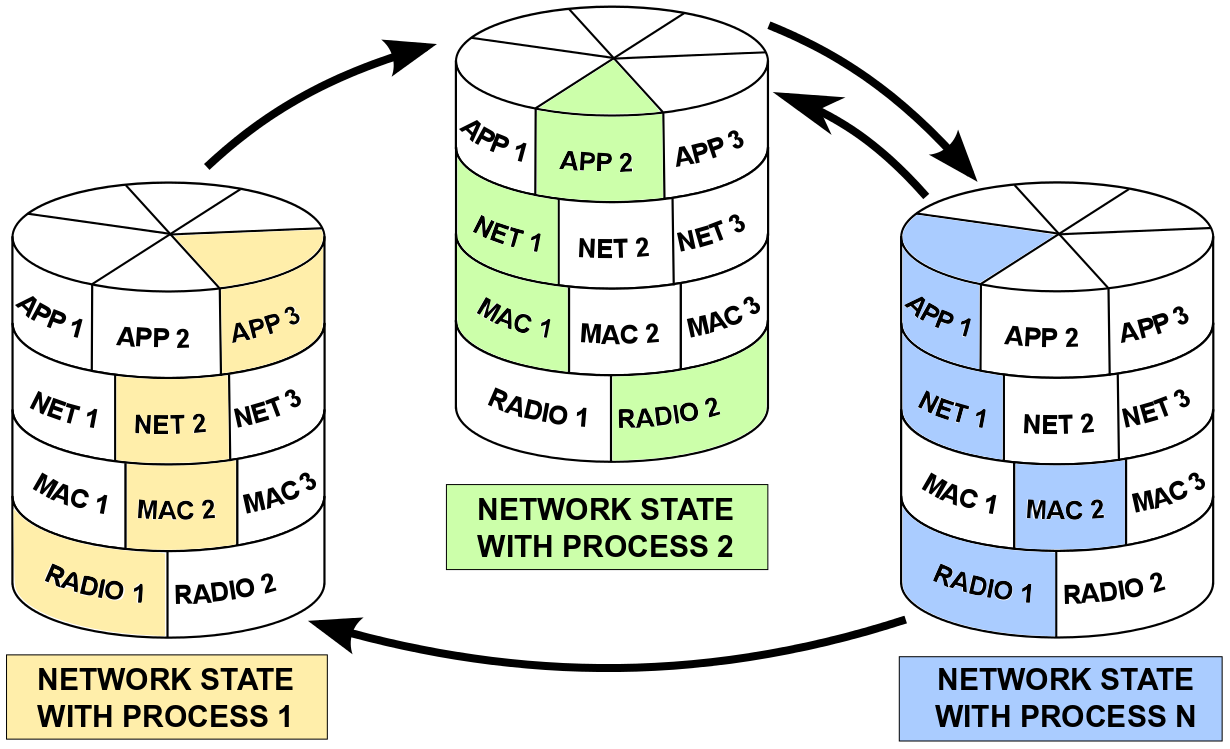 APP 1 APP 2 APP 3
NET 1 NET 2 NET 3
MAC 1 MAC 2 MAC 3
RADIO 1 RADIO 2
NETWORK STATE
WITH PROCESS 1
APP 1 APP 2 APP 3
NET 1 NET 2 NET 3
MAC 1 MAC 2 MAC 3
RADIO 1 RADIO 2
NETWORK STATE
WITH PROCESS 2
APP 1 APP 2 APP 3
NET 1 NET 2 NET 3
MAC 1 MAC 2 MAC 3
RADIO 1 RADIO 2
NETWORK STATE
WITH PROCESS N